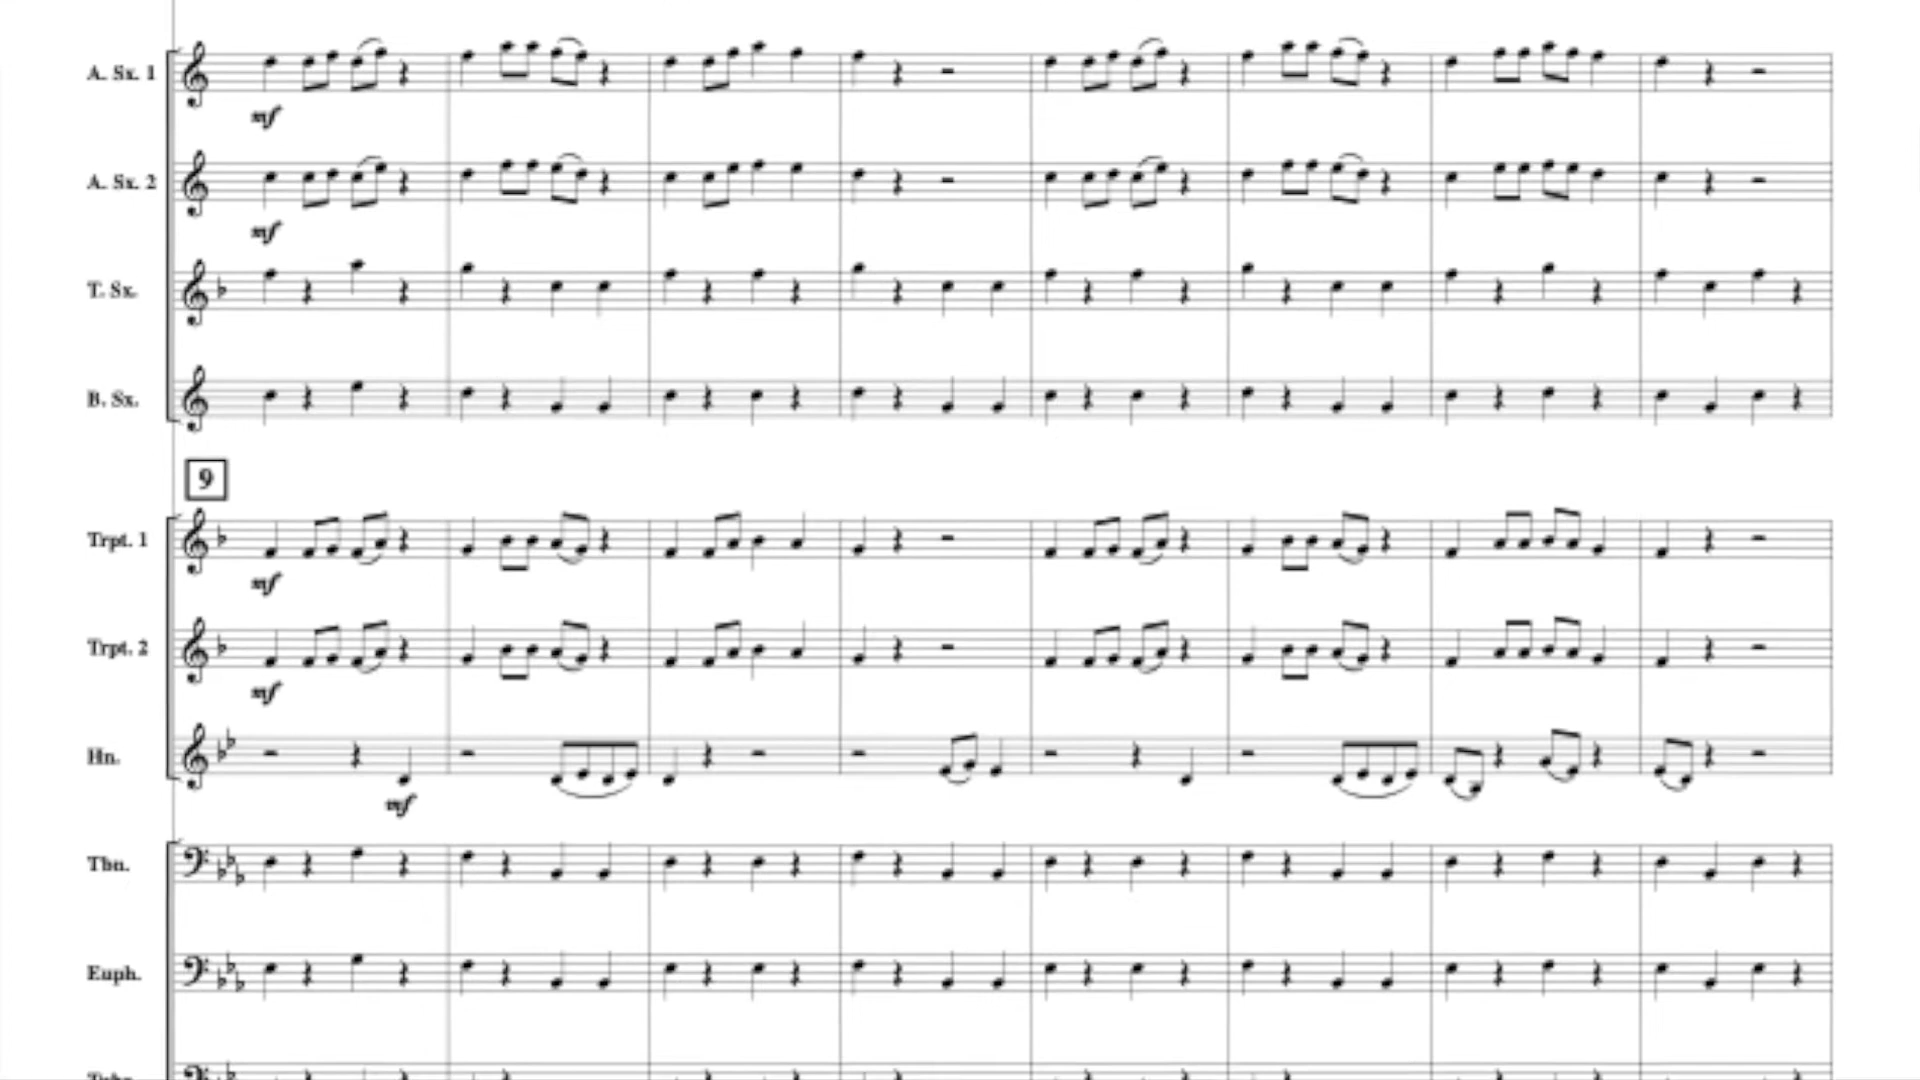 A. Sx. 1
mf
A. Sx. 2
mf
T. Sx.
B. Sx.
9
Trpt. 1
mf
Trpt. 2
mf
Hn.
mf
Tbn.
Euph.